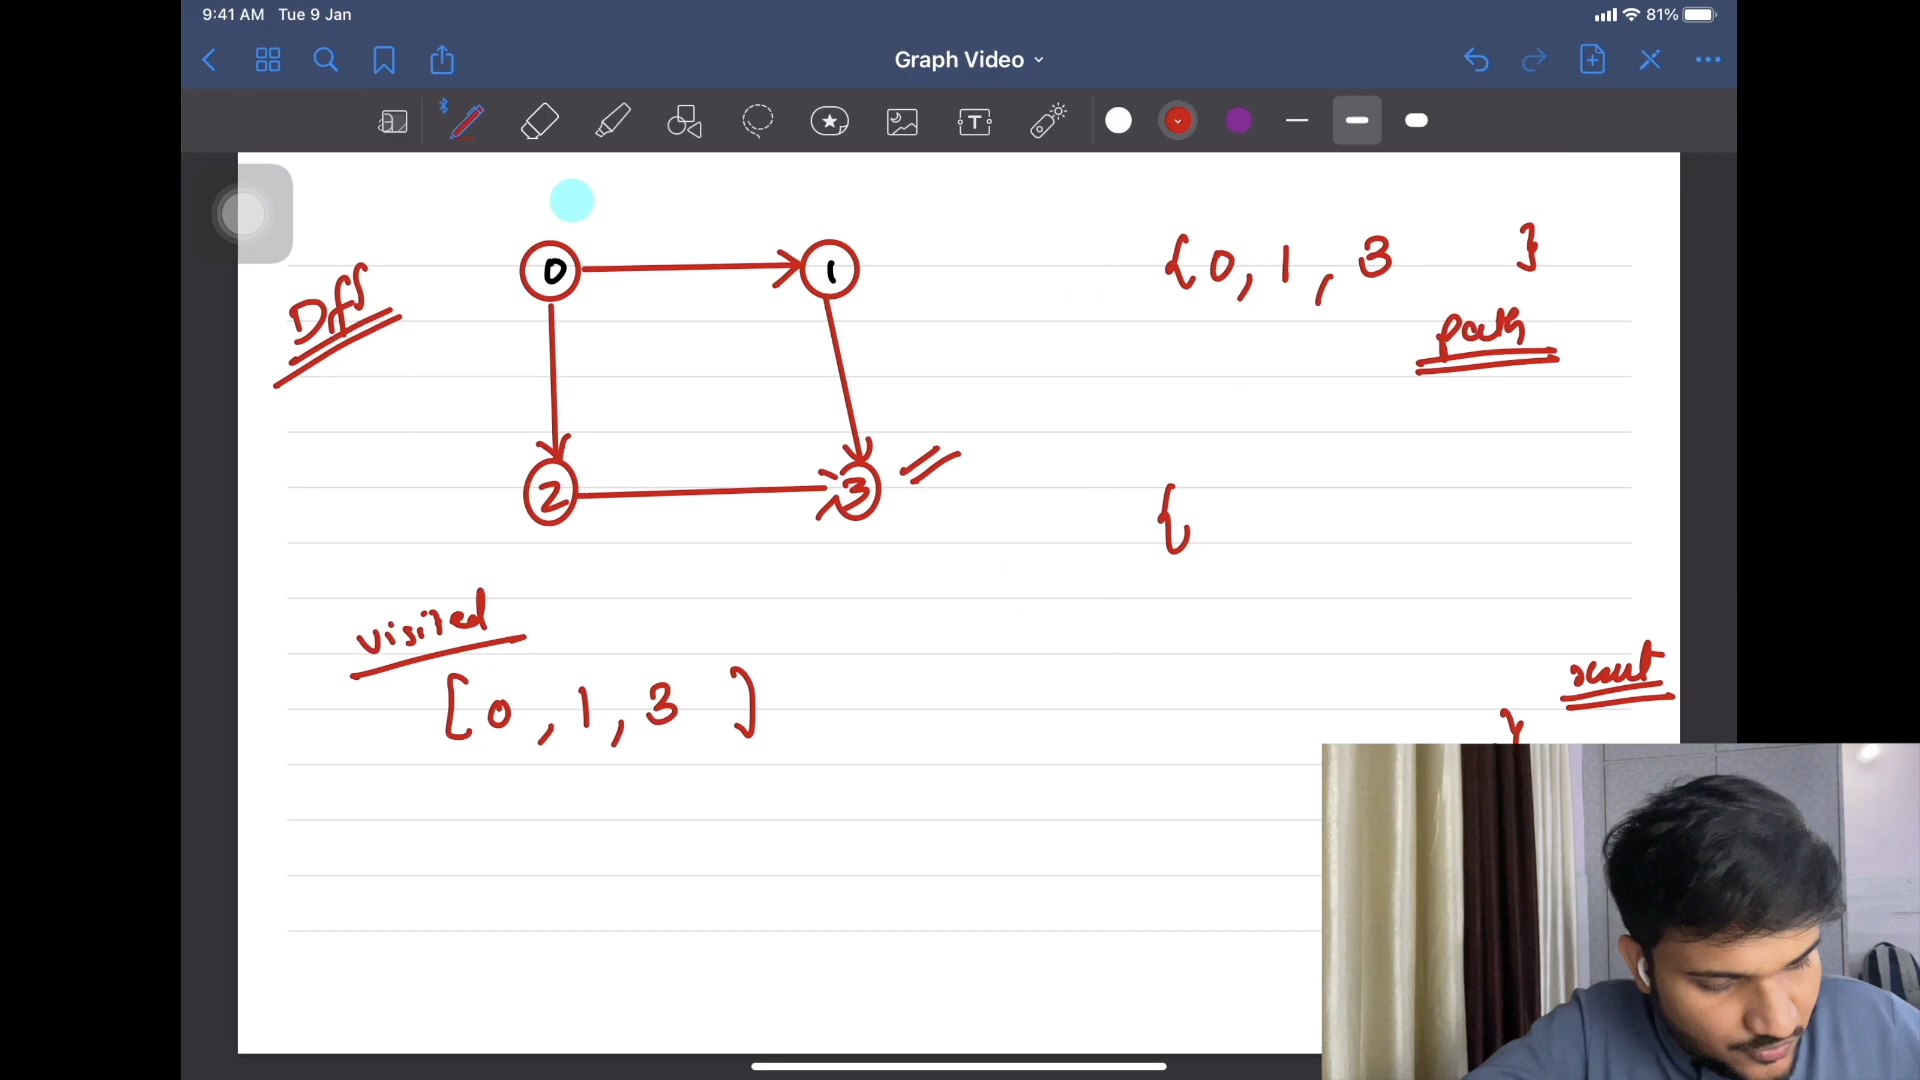 9:41 AM Tue 9 Jan
81%
Graph Video
T
0
1
{0, 1, 3 }
Dfs
path
2
3
{
visited
[0, 1, 3 ]
}